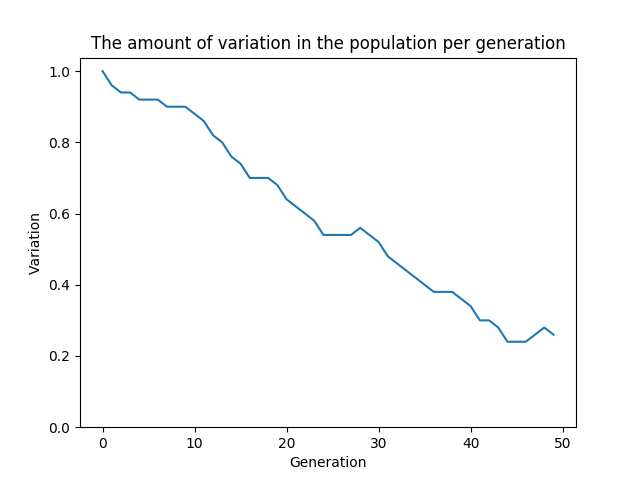 The amount of variation in the population per generation
1.0
0.8
0.6
0.4
0.2
0.0
Variation
0 10 20 30 40 50
Generation